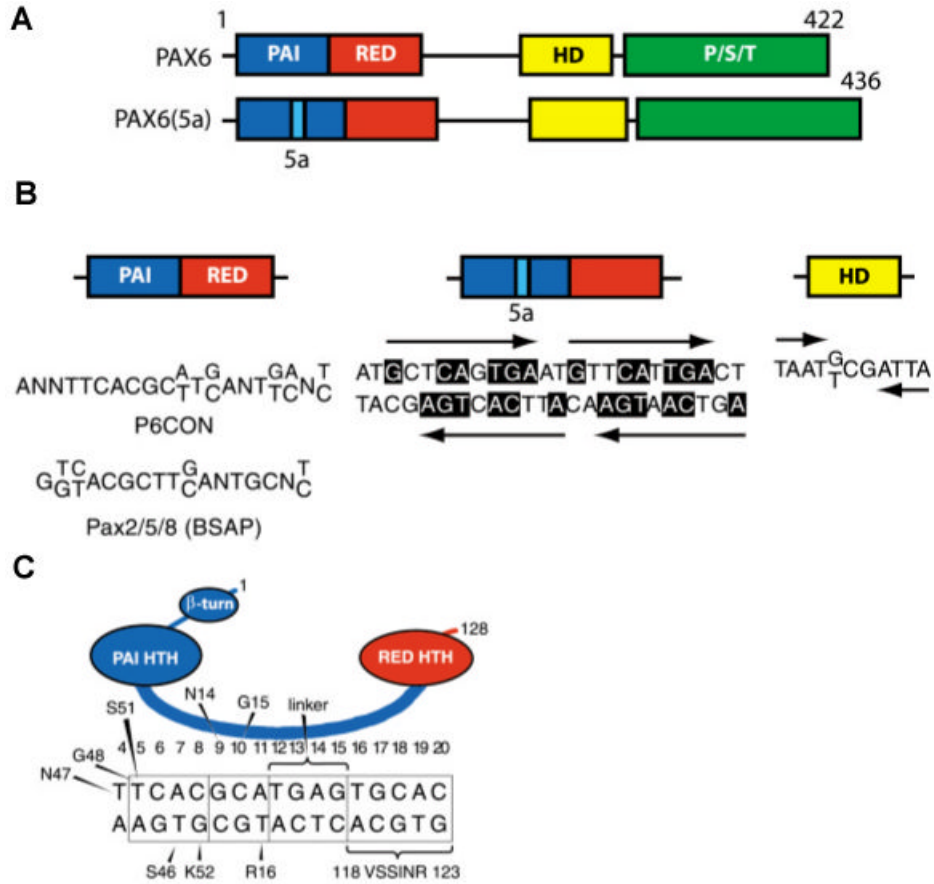 A
1
422
PAX6
PAI
RED
HD
P/S/T
436
PAX6(5a)
5a
B
PAI
RED
5a
HD
A G GA T
ANNTTCACGC T ANT N
T C TC C
P6CON
TC G T
G ACGCTT ANTGCN
GT C C
Pax2/5/8 (BSAP)
ATGCTCAGTGAATGTTCATTGACT
TACGAGTCACTTACAAGTAACTGA
G
TAAT CGATTA
T
C
β-turn
1
PAI HTH
RED HTH
128
S51
N14
G15
linker
G48
N47
4 5 6 7 8 9 10 11 12 13 14 15 16 17 18 19 20
T T C A C G C A T G A G T G C A C
A A G T G C G T A C T C A C G T G
S46 K52 R16 118 VSSINR 123